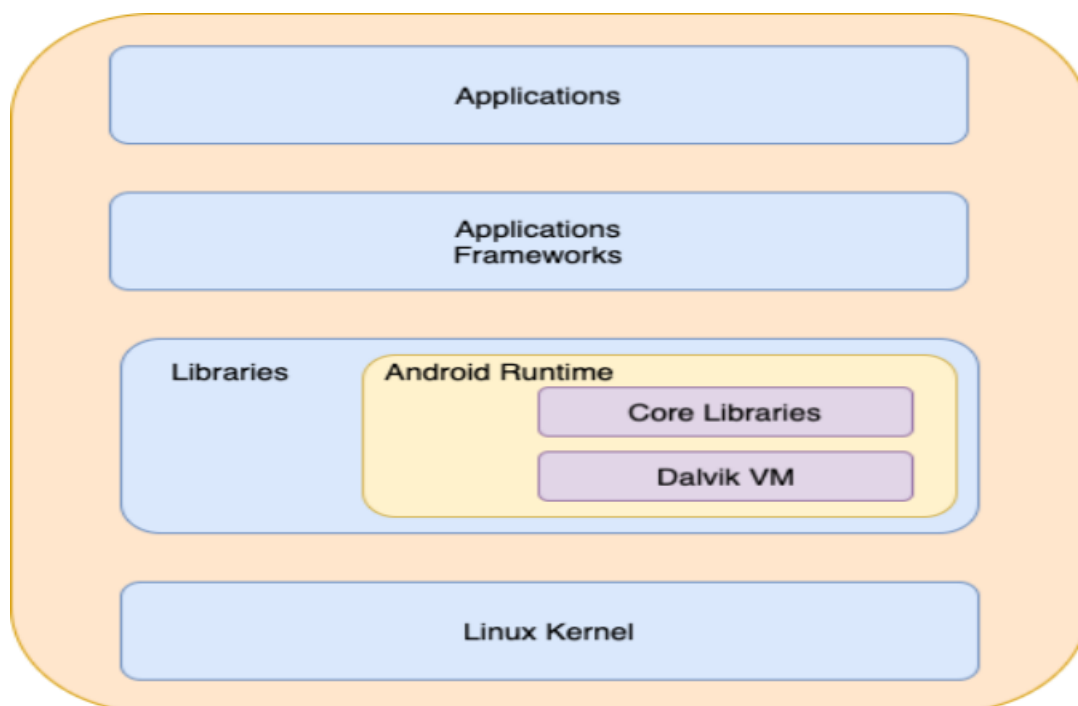 Applications
Applications
Frameworks
Libraries
Android Runtime
Core Libraries
Dalvik VM
Linux Kernel